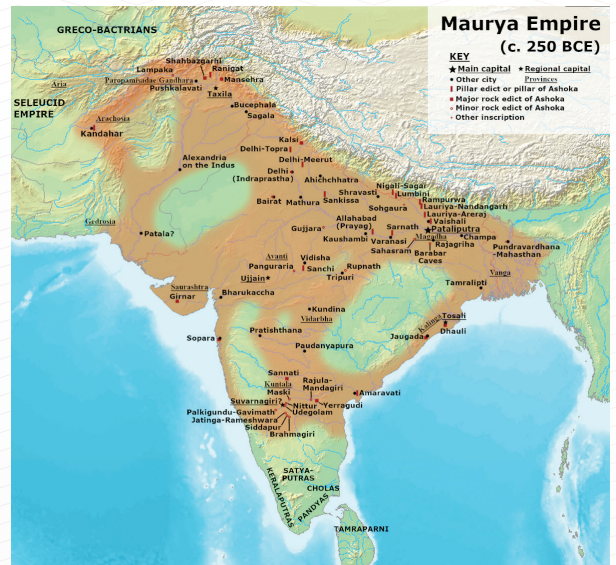 Maurya Empire
(c. 250 BCE)
KEY
Main capital
Regional capital
Other city
Provinces
Pillar edict or pillar of Ashoka
Major rock edict of Ashoka
Minor rock edict of Ashoka
Other inscription
GRECO-BACTRIANS
Shahbazgarhi
Lampaka
Ranigat
Aria
Paropamisadae Gandhara
Mansehra
Pushkalavati
Taxila
SELEUCID
EMPIRE
Bucephala
Sagala
Arachosia
Kandahar
Kalsi
Delhi-Topra
Alexandria
on the Indus
Delhi-Meerut
Delhi
(Indraprastha)
Ahichchhatra
Nigali-Sagar
Lumbini
Bairat
Mathura
Sankissa
Shravasti
Rampurwa
Sohgaura
Lauriya-Nandangarh
Lauriya-Areraj
Gedrosia
Patala?
Gujjara
Allahabad
(Prayag)
Vaishali
Sarnath
Pataliputra
Kaushambi
Varanasi
Magadha
Champa
Sahasram
Rajagriha
Pundravardhana
-Mahasthan
Barabar
Caves
Avanti
Vidisha
Panguraria
Sanchi
Rupnath
Tripuri
Vanga
Ujjain
Tamralipti
Saurashtra
Girnar
Bharukaccha
Kundina
Vidarbha
Kalinga
Tosali
Dhauli
Sopara
Pratishthana
Jaugada
Paudanyapura
Sannati
Kuntala
Maski
Rajula-
Mandagiri
Amaravati
Suvarnagiri?
Nittur
Yerragudi
Palkigundu-Gavimath
Udegolam
Jatinga-Rameshwara
Siddapur
Brahmagiri
SATYA-
PUTRAS
KERALAPUTRAS
CHOLAS
PANDYAS
TAMRAPARNI